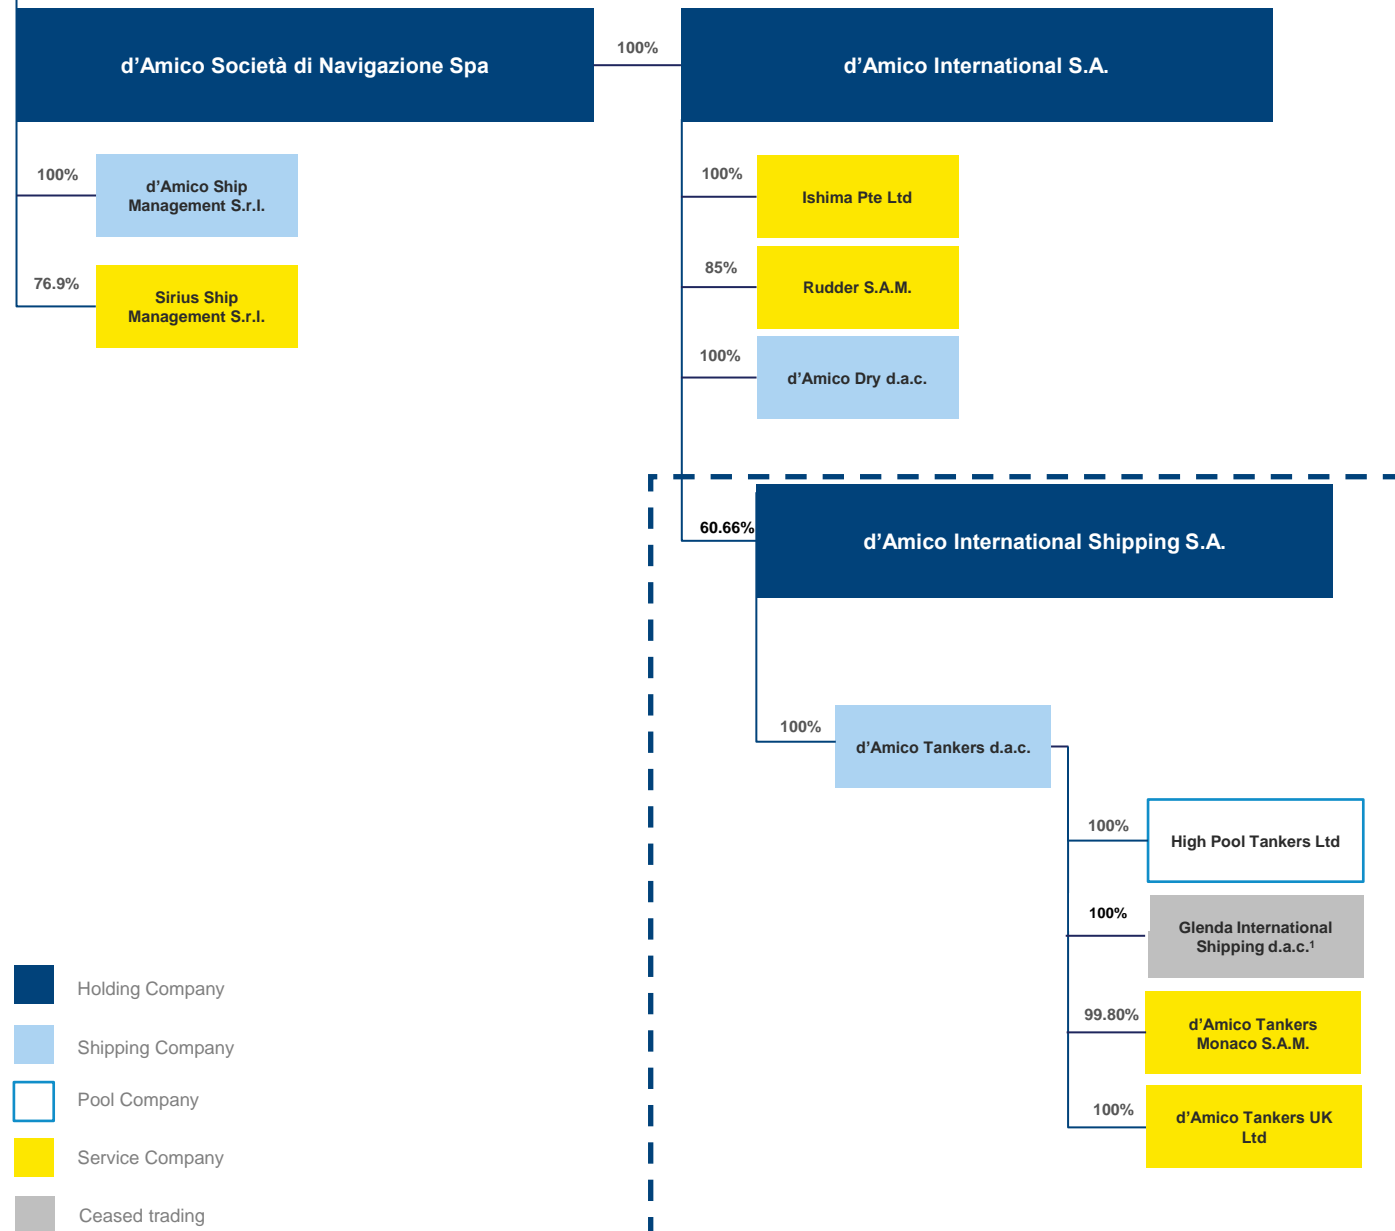 d'Amico Società di Navigazione Spa
100%
d'Amico International S.A.
100%
d'Amico Ship
Management S.r.l.
76.9%
Sirius Ship
Management S.r.l.
100%
Ishima Pte Ltd
85%
Rudder S.A.M.
100%
d'Amico Dry d.a.c.
60.66%
d'Amico International Shipping S.A.
100%
d'Amico Tankers d.a.c.
100%
High Pool Tankers Ltd
100%
Glenda International
Shipping d.a.c.¹
99.80%
d'Amico Tankers
Monaco S.A.M.
100%
d'Amico Tankers UK
Ltd
Holding Company
Shipping Company
Pool Company
Service Company
Ceased trading